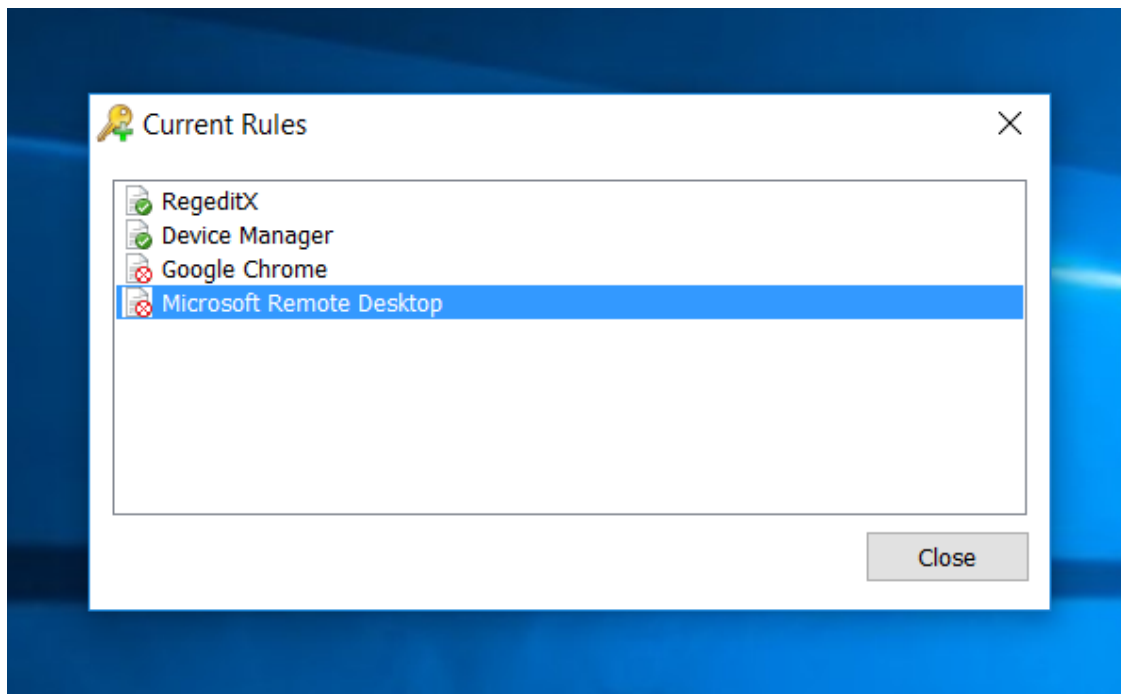 Current Rules
RegeditX
Device Manager
Google Chrome
Microsoft Remote Desktop
Close